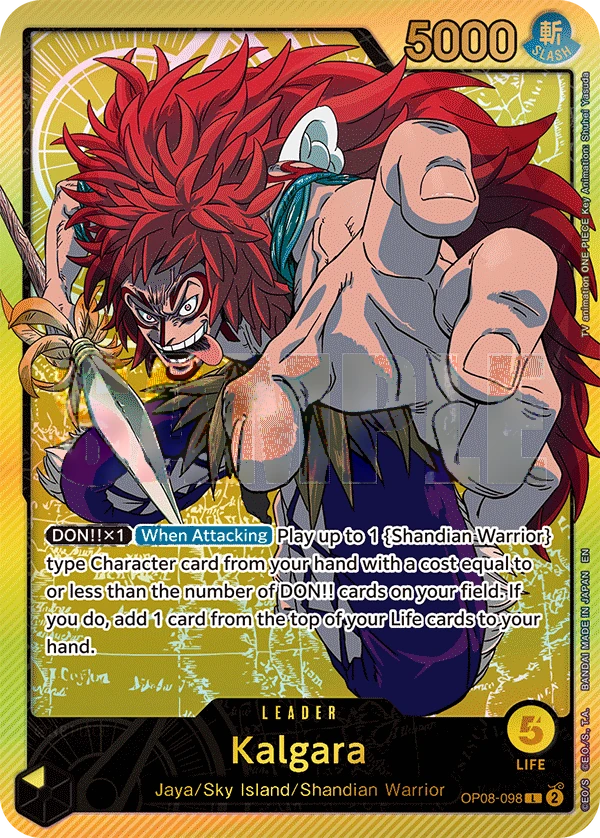 5000
斬
SLASH
TV animation ONE PIECE Key Animation: Shuhei Yasuda
SAMPLE
DON!!×1 When Attacking Play up to 1 {Shandian Warrior}
type Character card from your hand with a cost equal to
or less than the number of DON!! cards on your field. If
you do, add 1 card from the top of your Life cards to your
hand.
©E.O/S ©E.O./S., T.A. BANDAI MADE IN JAPAN EN
LEADER
Kalgara
5
LIFE
Jaya/Sky Island/Shandian Warrior
OP08-098 L 2